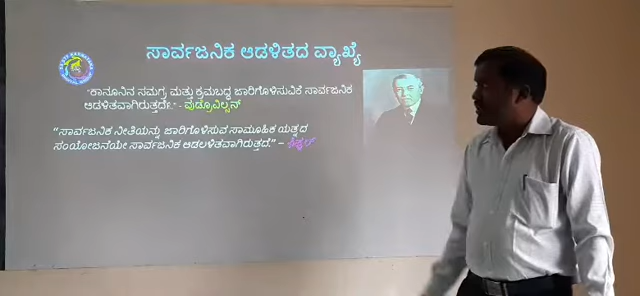 ಸಾರ್ವಜನಿಕ ಆಡಳಿತದ ವ್ಯಾಖ್ಯೆ
"ಕಾನೂನಿನ ಸಮಗ್ರ ಮತ್ತು ಕ್ರಮಬದ್ಧ ಜಾರಿಗೊಳಿಸುವಿಕೆ ಸಾರ್ವಜನಿಕ
ಆಡಳಿತವಾಗಿರುತ್ತದೆ." - ವುಡ್ರೊವಿಲ್ಸನ್
"ಸಾರ್ವಜನಿಕ ನೀತಿಯನ್ನು ಜಾರಿಗೊಳಿಸುವ ಸಾಮೂಹಿಕ ಯತ್ನದ
ಸಂಯೋಜನೆಯೇ ಸಾರ್ವಜನಿಕ ಆಡಲಳಿತವಾಗಿರುತ್ತದೆ." –